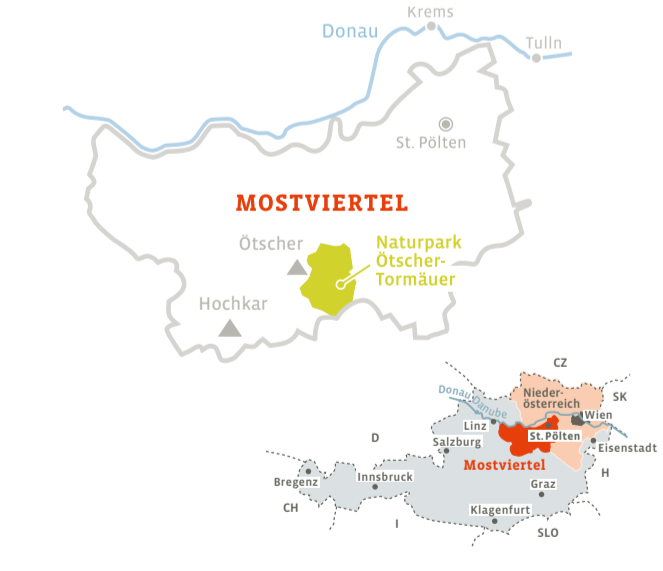 Krems
Donau
Tulln
St. Pölten
MOSTVIERTEL
Ötscher
Naturpark
Ötscher-
Tormäuer
Hochkar
CZ
Donau Danube
Nieder-
österreich
SK
Wien
Linz
St. Pölten
D
Salzburg
Eisenstadt
Mostviertel
H
Bregenz
Innsbruck
Graz
CH
Klagenfurt
I
SLO